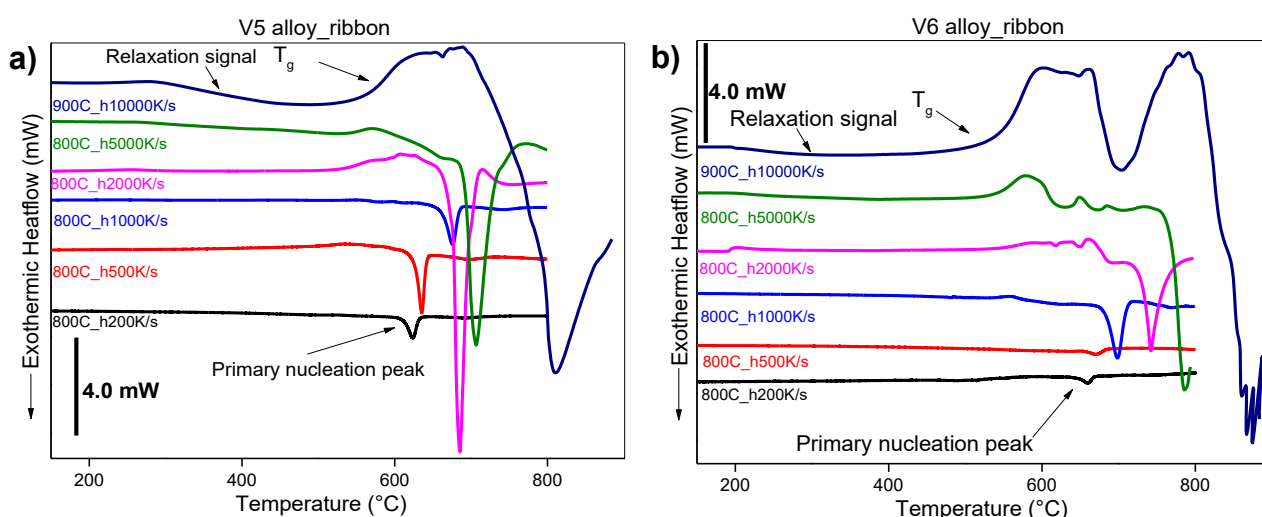 V5 alloy_ribbon
a)
Relaxation signal
Tg
900C_h10000K/s
800C_h5000K/s
800C_h2000K/s
800C_h1000K/s
800C_h500K/s
800C_h200K/s
Primary nucleation peak
4.0 mW
Exothermic Heatflow (mW)
200
400
600
800
Temperature (°C)
V6 alloy_ribbon
b)
4.0 mW
Tg
Relaxation signal
900C_h10000K/s
800C_h5000K/s
800C_h2000K/s
800C_h1000K/s
800C_h500K/s
800C_h200K/s
Primary nucleation peak
Exothermic Heatflow (mW)
200
400
600
800
Temperature (°C)